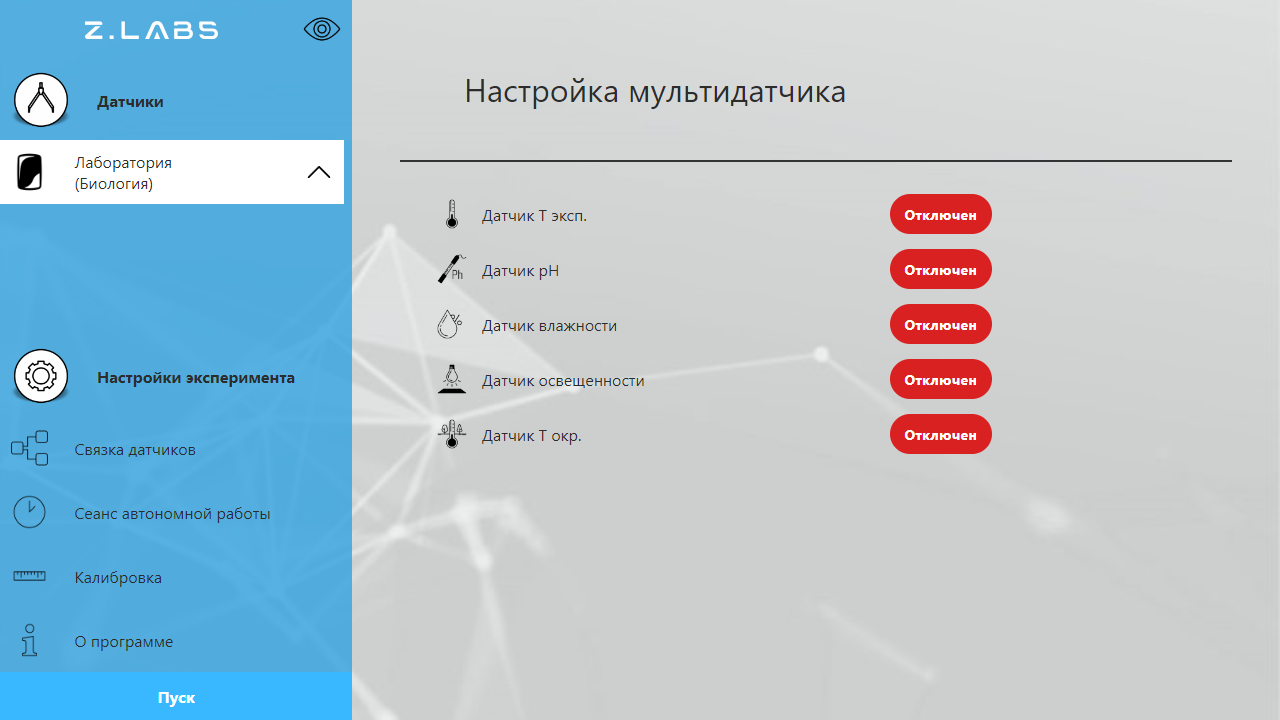 Z.LABS
Датчики
Лаборатория
(Биология)
Настройки эксперимента
Связка датчиков
Сеанс автономной работы
Калибровка
О программе
Пуск
Настройка мультидатчика
Датчик Т эксп.
Отключен
Ph
Датчик pH
Отключен
%
Датчик влажности
Отключен
Датчик освещенности
Отключен
Датчик Т окр.
Отключен